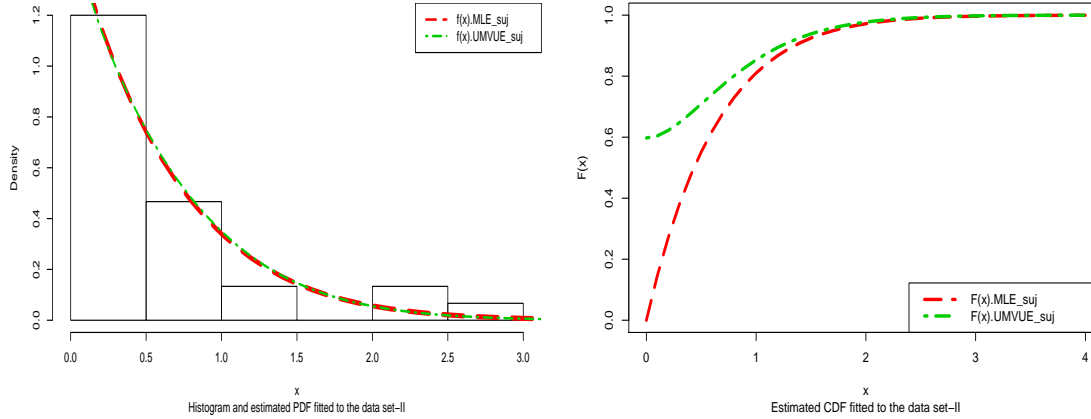 f(x).MLE_suj
f(x).UMVUE_suj
Density
0.0
0.2
0.4
0.6
0.8
1.0
1.2
0.0
0.5
1.0
1.5
2.0
2.5
3.0
x
Histogram and estimated PDF fitted to the data set-II
F(x)
0.0
0.2
0.4
0.6
0.8
1.0
F(x).MLE_suj
F(x).UMVUE_suj
0
1
2
3
4
x
Estimated CDF fitted to the data set-II